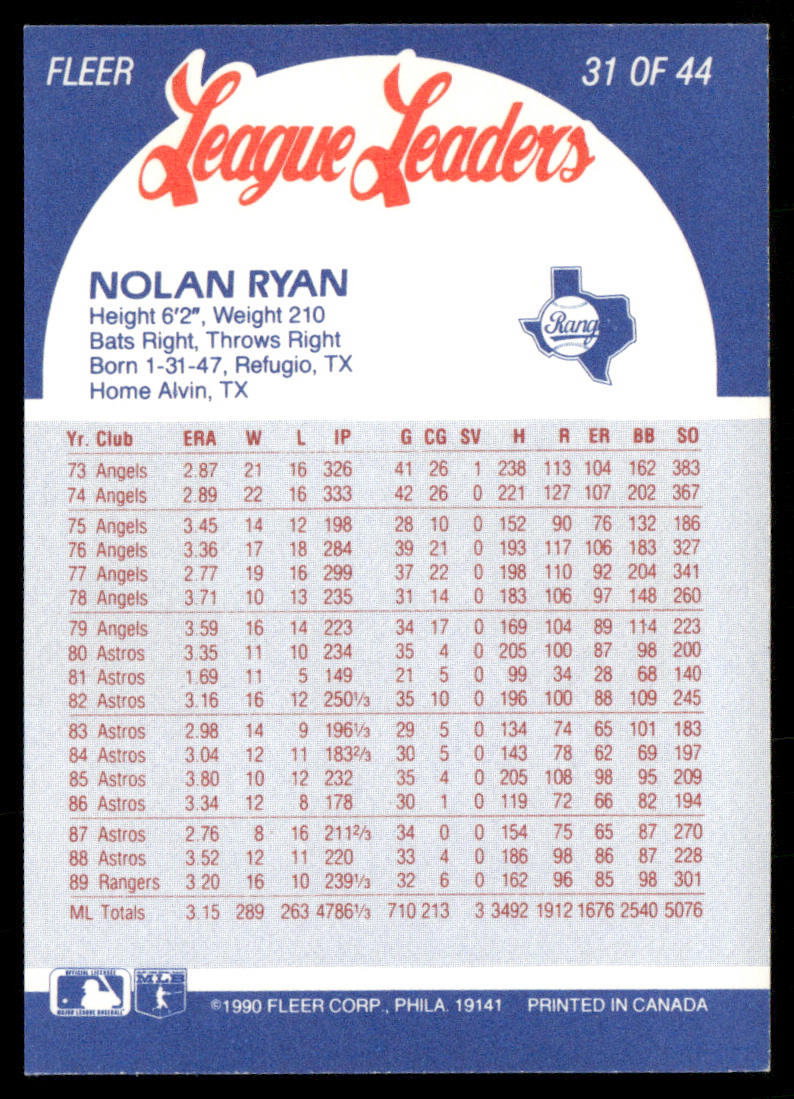 FLEER
31 OF 44
League Leaders
NOLAN RYAN
Height 6'2", Weight 210
Bats Right, Throws Right
Born 1-31-47, Refugio, TX
Home Alvin, TX
Rang
Yr. Club ERA W L IP G CG SV H R ER BB SO
73 Angels 2.87 21 16 326 41 26 1 238 113 104 162 383
74 Angels 2.89 22 16 333 42 26 0 221 127 107 202 367
75 Angels 3.45 14 12 198 28 10 0 152 90 76 132 186
76 Angels 3.36 17 18 284 39 21 0 193 117 106 183 327
77 Angels 2.77 19 16 299 37 22 0 198 110 92 204 341
78 Angels 3.71 10 13 235 31 14 0 183 106 97 148 260
79 Angels 3.59 16 14 223 34 17 0 169 104 89 114 223
80 Astros 3.35 11 10 234 35 4 0 205 100 87 98 200
81 Astros 1.69 11 5 149 21 5 0 99 34 28 68 140
82 Astros 3.16 16 12 250⅓ 35 10 0 196 100 88 109 245
83 Astros 2.98 14 9 196⅓ 29 5 0 134 74 65 101 183
84 Astros 3.04 12 11 183⅔ 30 5 0 143 78 62 69 197
85 Astros 3.80 10 12 232 35 4 0 205 108 98 95 209
86 Astros 3.34 12 8 178 30 1 0 119 72 66 82 194
87 Astros 2.76 8 16 211⅔ 34 0 0 154 75 65 87 270
88 Astros 3.52 12 11 220 33 4 0 186 98 86 87 228
89 Rangers 3.20 16 10 239⅓ 32 6 0 162 96 85 98 301
ML Totals 3.15 289 263 4786⅓ 710 213 3 3492 1912 1676 2540 5076
OFFICIAL LICENSEE
MAJOR LEAGUE BASEBALL
MLB
©1990 FLEER CORP., PHILA. 19141 PRINTED IN CANADA